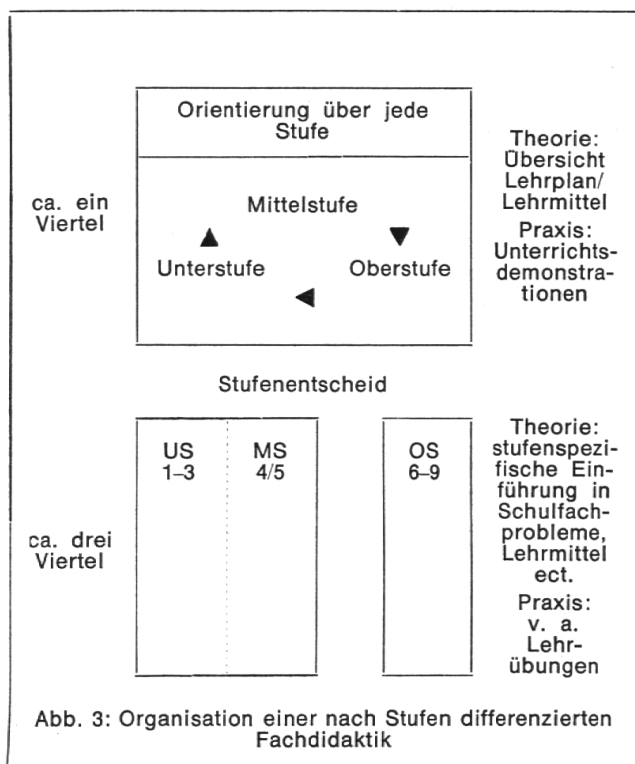 Orientierung über jede
Stufe
ca. ein
Viertel
Mittelstufe
Unterstufe
Oberstufe
Theorie:
Übersicht
Lehrplan/
Lehrmittel
Praxis:
Unterrichts-
demonstra-
tionen
Stufenentscheid
ca. drei
Viertel
US
1–3
MS
4/5
OS
6–9
Theorie:
stufenspezi-
fische Ein-
führung in
Schulfach-
probleme,
Lehrmittel
ect.
Praxis:
v. a.
Lehr-
übungen
Abb. 3: Organisation einer nach Stufen differenzierten
Fachdidaktik